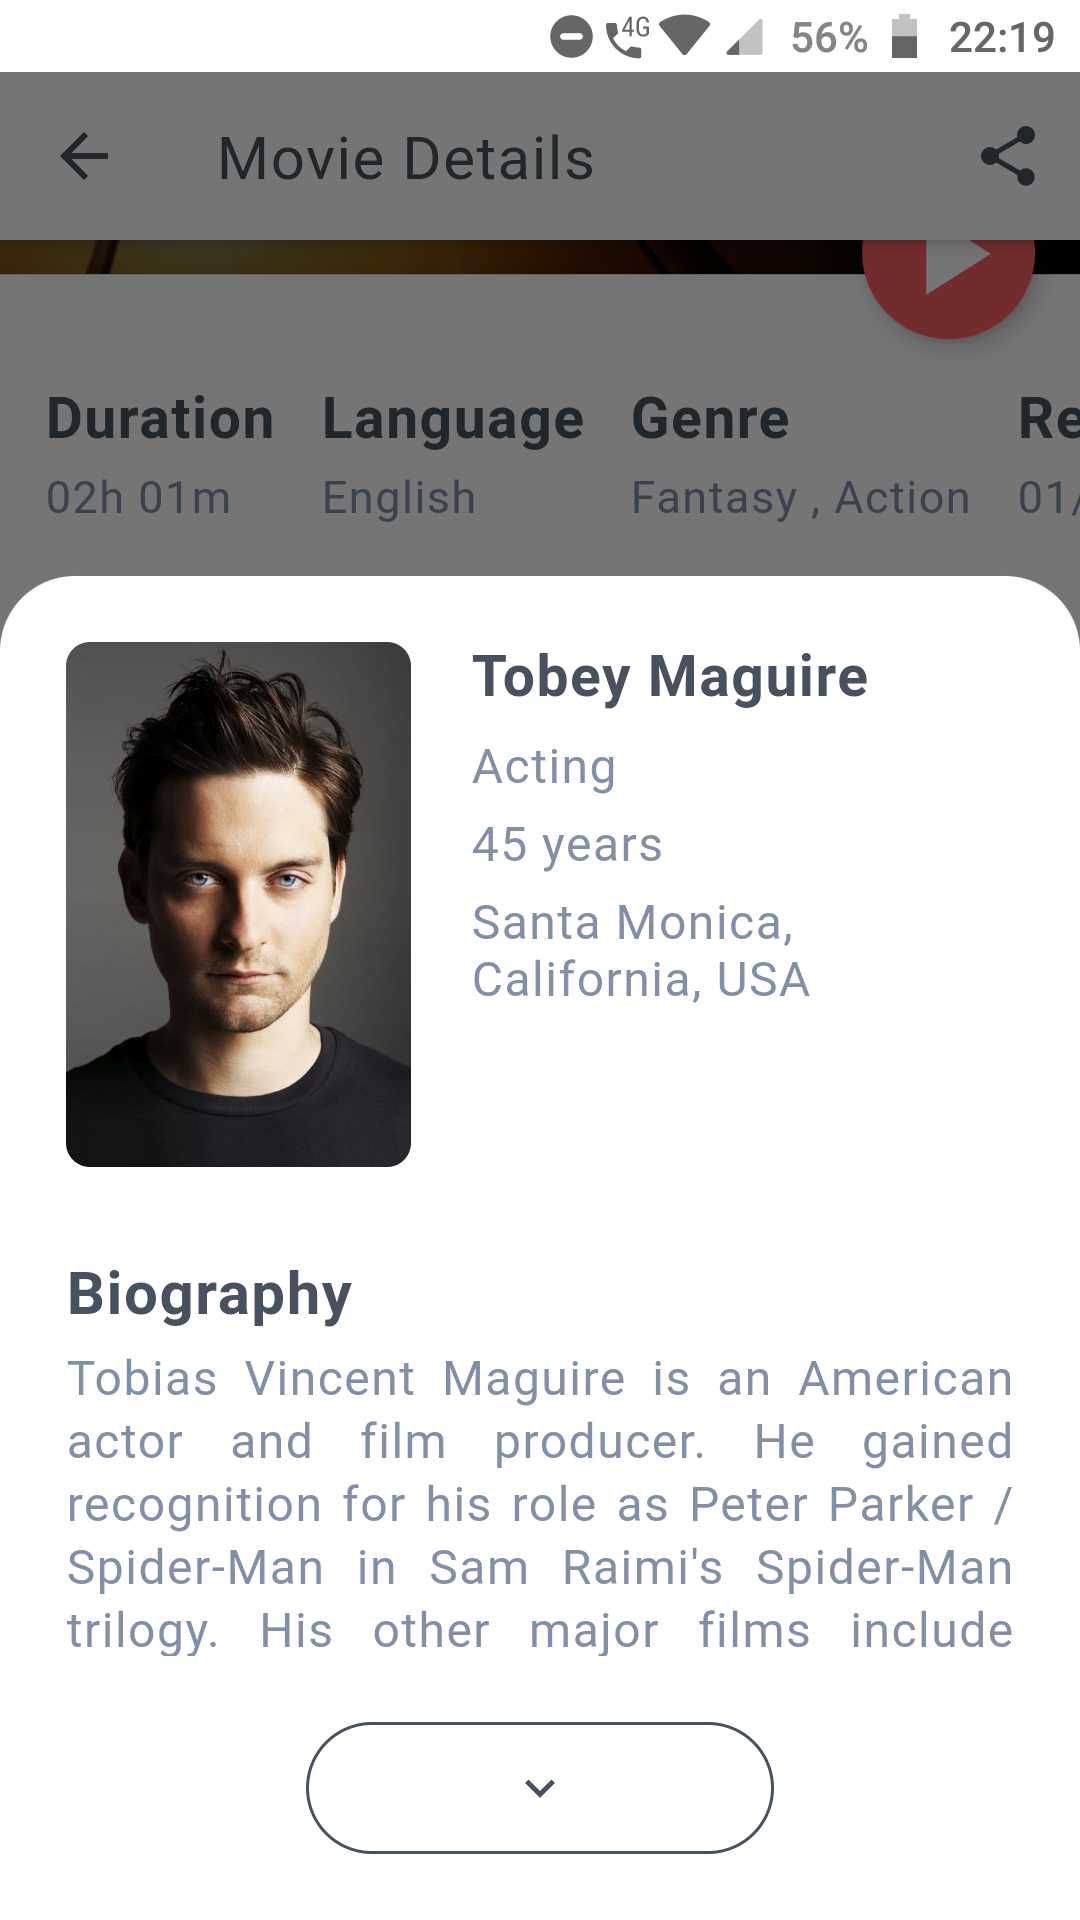 4G 56% 22:19
Movie Details
Duration Language Genre Re
02h 01m English Fantasy , Action 01/
Tobey Maguire
Acting
45 years
Santa Monica,
California, USA
Biography
Tobias Vincent Maguire is an American
actor and film producer. He gained
recognition for his role as Peter Parker /
Spider-Man in Sam Raimi's Spider-Man
trilogy. His other major films include